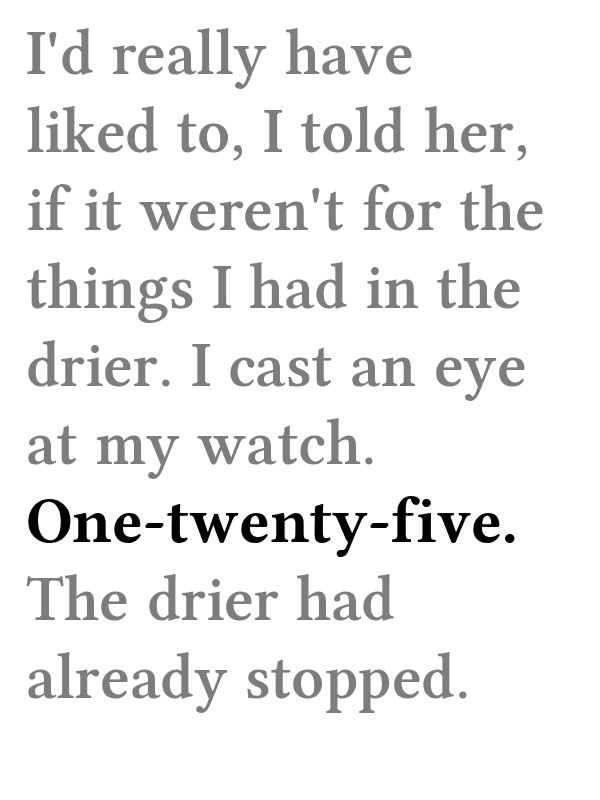 I'd really have
liked to, I told her,
if it weren't for the
things I had in the
drier. I cast an eye
at my watch.
One-twenty-five.
The drier had
already stopped.